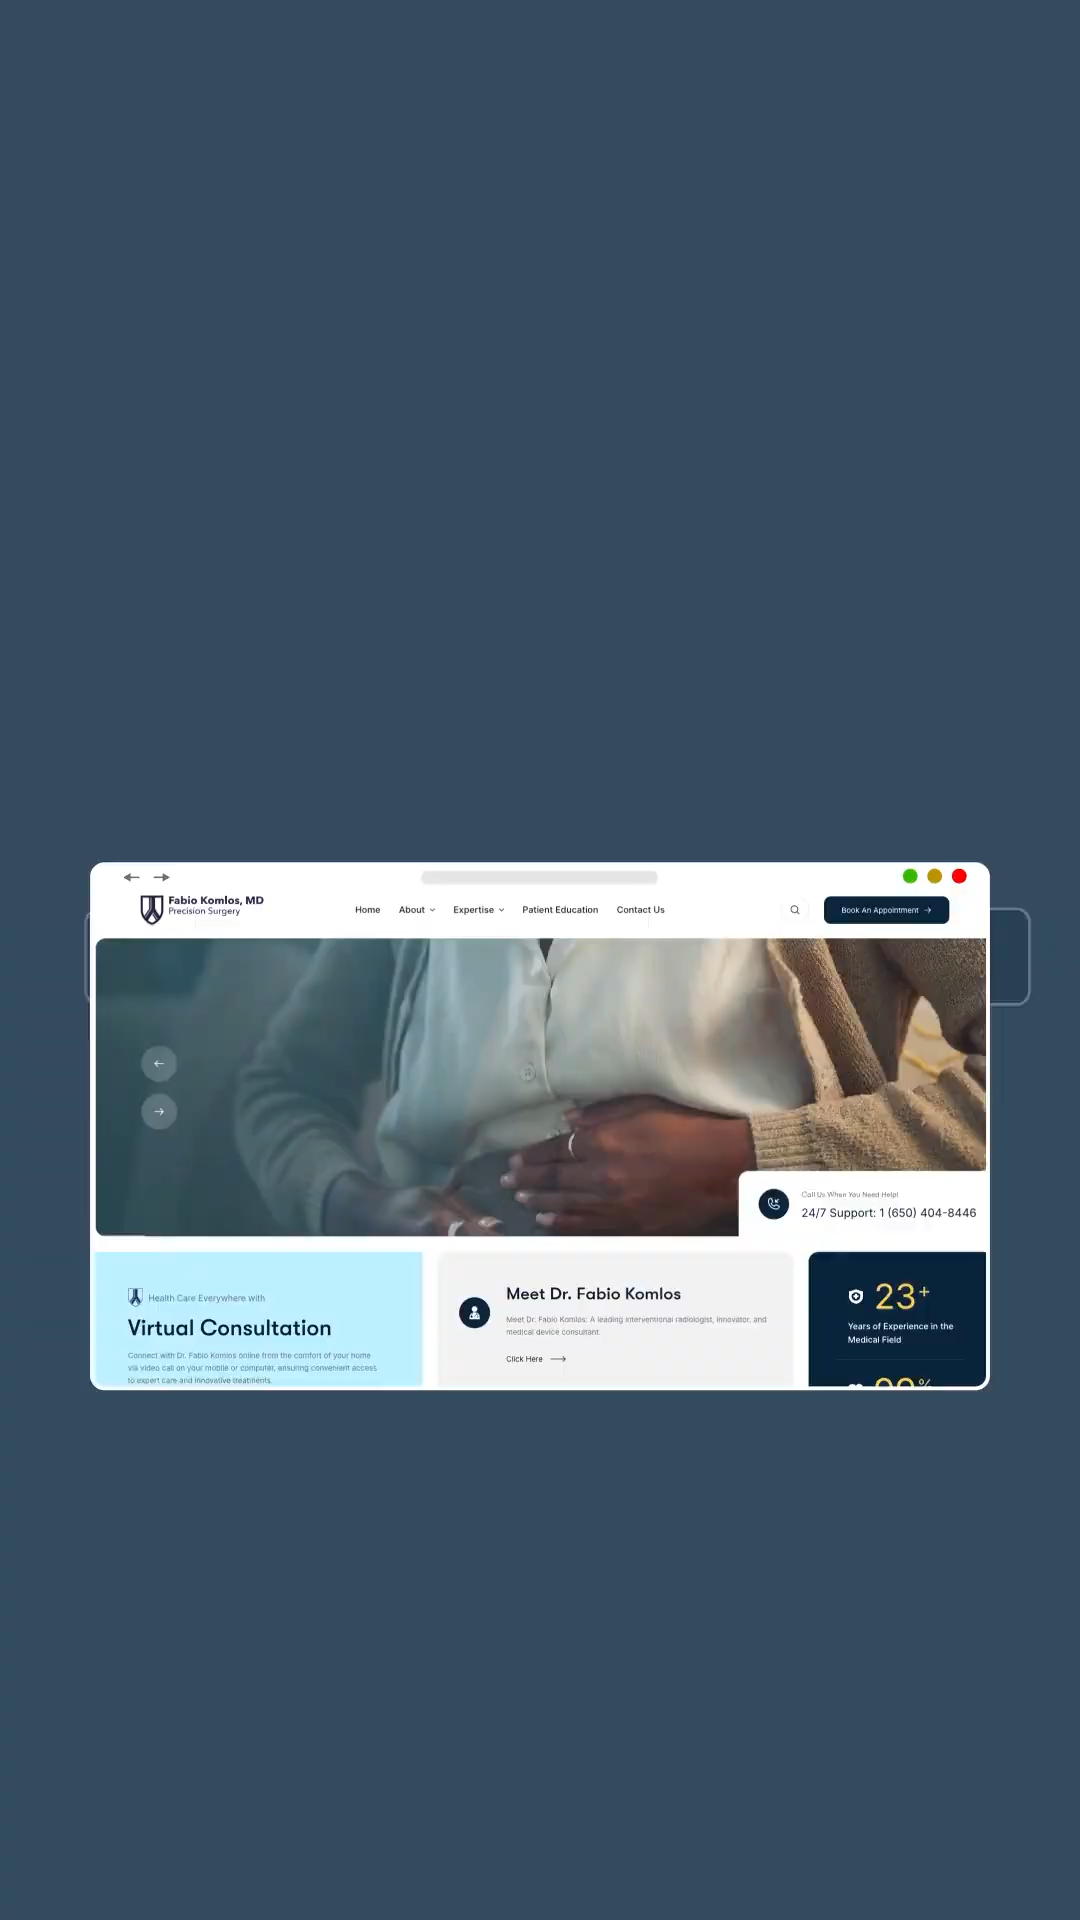 Fabio Komlos, MD
Precision Surgery
Home
About
Expertise
Patient Education
Contact Us
Book An Appointment
Call Us When You Need Help!
24/7 Support: 1 (650) 404-8446
Health Care Everywhere with
Virtual Consultation
Connect with Dr. Fabio Komlos online from the comfort of your home
via video call on your mobile or computer, ensuring convenient access
to expert care and innovative treatments.
Meet Dr. Fabio Komlos
Meet Dr. Fabio Komlos: A leading interventional radiologist, innovator, and
medical device consultant.
Click Here
23+
Years of Experience in the
Medical Field